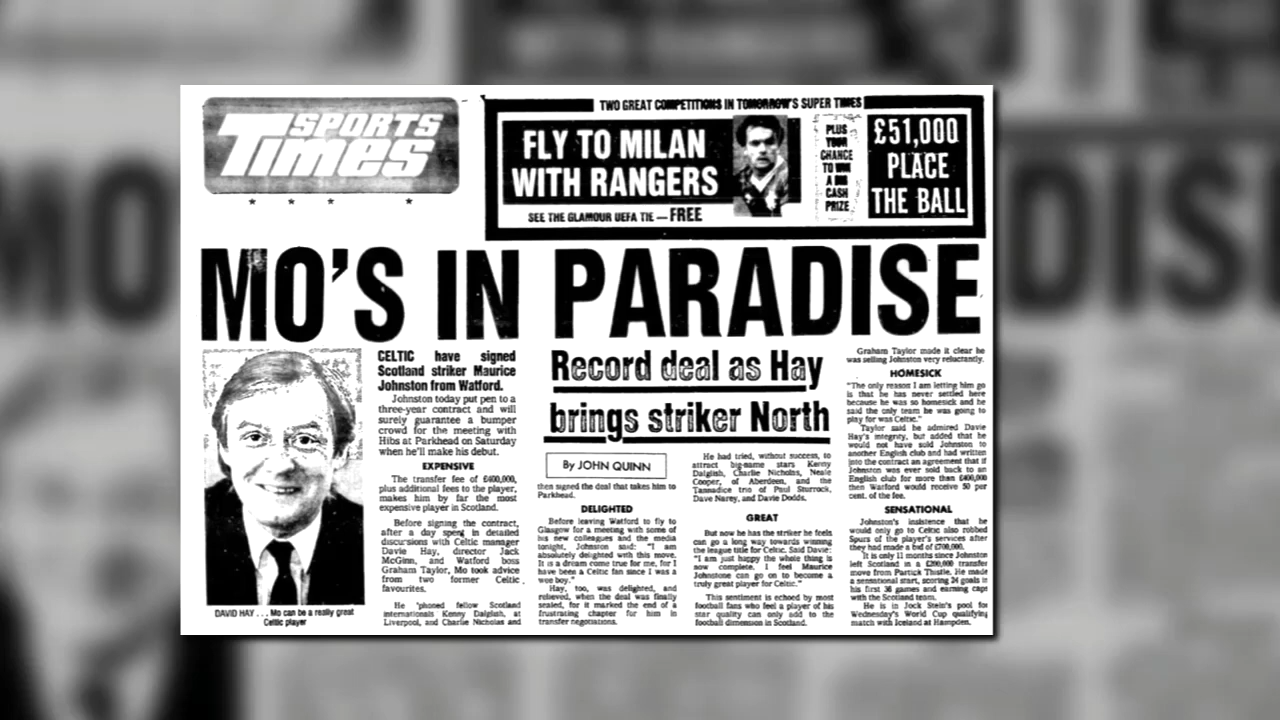 SPORTS
Times
TWO GREAT COMPETITIONS IN TOMORROW'S SUPER TIMES
FLY TO MILAN
WITH RANGERS
SEE THE GLAMOUR UEFA TIE — FREE
PLUS
YOUR
CHANCE
TO WIN
A BIG
CASH
PRIZE
£51,000
PLACE
THE BALL
MO'S IN PARADISE
DAVID HAY . . . Mo can be a really great
Celtic player
CELTIC have signed
Scotland striker Maurice
Johnston from Watford.
Johnston today put pen to a
three-year contract and will
surely guarantee a bumper
crowd for the meeting with
Hibs at Parkhead on Saturday
when he'll make his debut.
EXPENSIVE
The transfer fee of £400,000,
plus additional fees to the player,
makes him by far the most
expensive player in Scotland.
Before signing the contract,
after a day spent in detailed
discussions with Celtic manager
Davie Hay, director Jack
McGinn, and Watford boss
Graham Taylor, Mo took advice
from two former Celtic
favourites.
He 'phoned fellow Scotland
internationals Kenny Dalglish, at
Liverpool, and Charlie Nicholas and
Record deal as Hay
brings striker North
By JOHN QUINN
then signed the deal that takes him to
Parkhead.
DELIGHTED
Before leaving Watford to fly to
Glasgow for a meeting with some of
his new colleagues and the media
tonight, Johnston said: "I am
absolutely delighted with this move.
It is a dream come true for me, for I
have been a Celtic fan since I was a
wee boy."
Hay, too, was delighted, and
relieved, when the deal was finally
sealed, for it marked the end of a
frustrating chapter for him in
transfer negotiations.
He had tried, without success, to
attract big-name stars Kenny
Dalglish, Charlie Nicholas, Neale
Cooper, of Aberdeen, and the
Tannadice trio of Paul Sturrock,
Dave Narey, and Davie Dodds.
GREAT
But now he has the striker he feels
can go a long way towards winning
the league title for Celtic. Said Davie:
"I am just happy the whole thing is
now complete. I feel Maurice
Johnstone can go on to become a
truly great player for Celtic."
This sentiment is echoed by most
football fans who feel a player of his
star quality can only add to the
football dimension in Scotland.
Graham Taylor made it clear he
was selling Johnston very reluctantly.
HOMESICK
"The only reason I am letting him go
is that he has never settled here
because he was so homesick and he
said the only team he was going to
play for was Celtic."
Taylor said he admired David
Hay's integrity, but added that he
would not have sold Johnston to
another English club and had written
into the contract an agreement that if
Johnston was ever sold back to an
English club for more than £400,000
then Watford would receive 50 per
cent. of the fee.
SENSATIONAL
Johnston's insistence that he
would only go to Celtic also robbed
Spurs of the player's services after
they had made a bid of £700,000.
It is only 11 months since Johnston
left Scotland in a £200,000 transfer
move from Partick Thistle. He made
a sensational start, scoring 24 goals in
his first 38 games and earning caps
with the Scotland team.
He is in Jock Stein's pool for
Wednesday's World Cup qualifying
match with Iceland at Hampden.